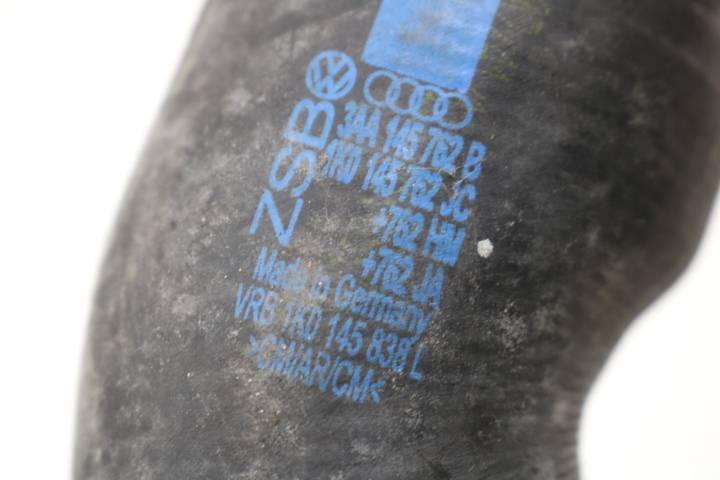 ZSB
3AA 145 762 B
1K0 145 762 JC
+762 HM
+762 JA
Made in Germany
VRB 1K0 145 838 L
>CM/AR/CM<